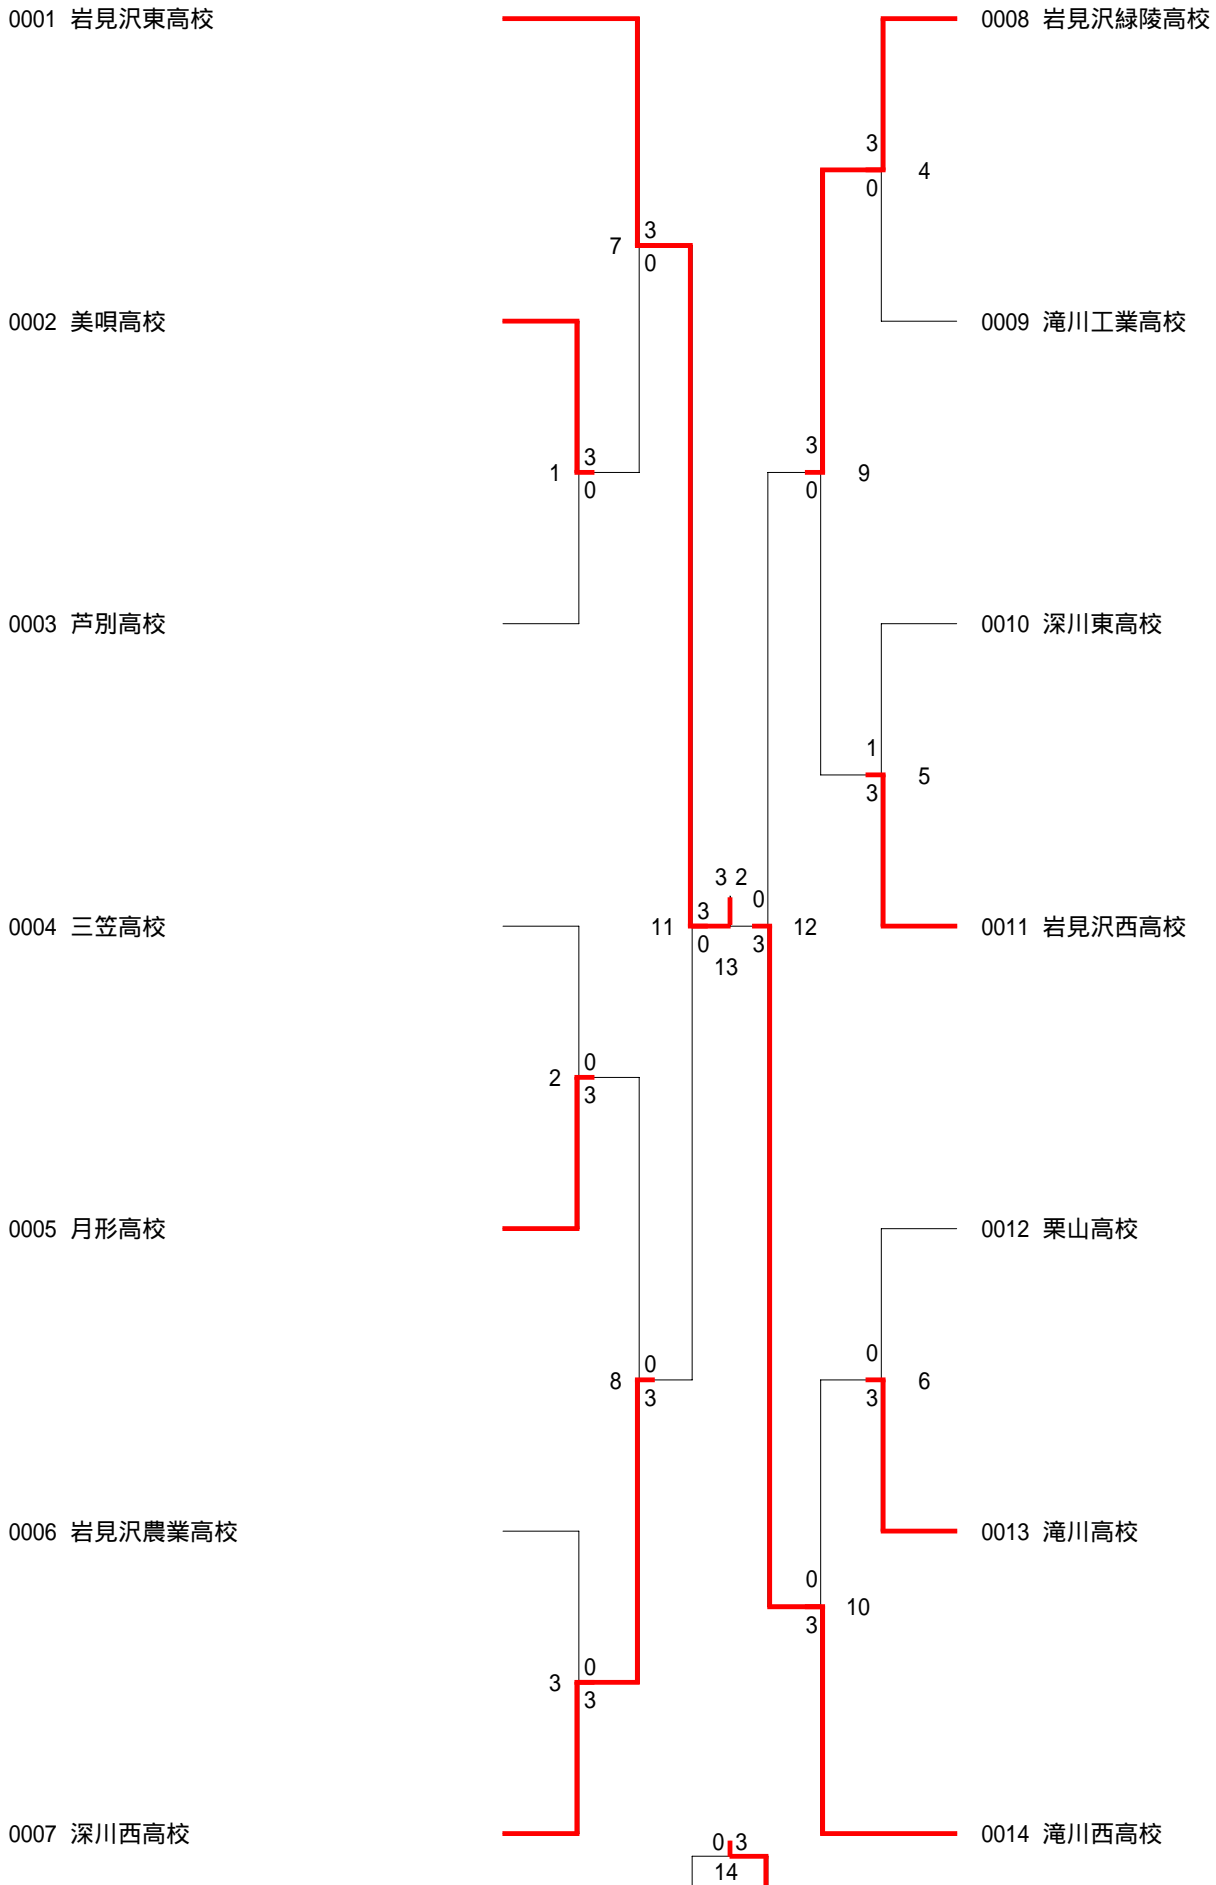 0001 岩見沢東高校
0008 岩見沢緑陵高校
3
4
0
3
7
0
0002 美唄高校
0009 滝川工業高校
3
1
0
3
9
0
0003 芦別高校
0010 深川東高校
1
5
3
3 2
0004 三笠高校
3
11
0
13
0
12
3
0011 岩見沢西高校
0
2
3
0005 月形高校
0012 栗山高校
0
8
3
0
6
3
0006 岩見沢農業高校
0013 滝川高校
0
10
3
0
3
3
0007 深川西高校
0014 滝川西高校
0 3
14